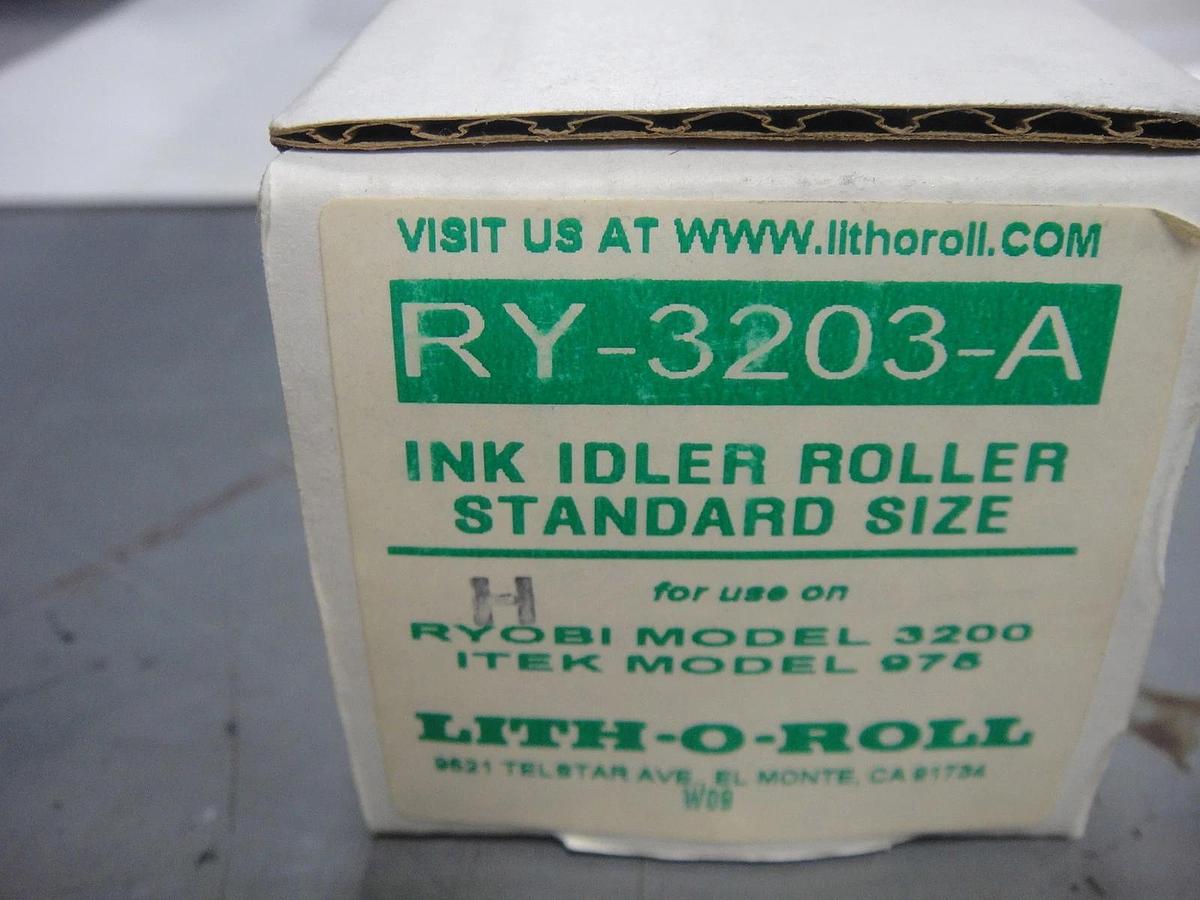 VISIT US AT WWW.lithoroll.COM
RY-3203-A
INK IDLER ROLLER
STANDARD SIZE
H
for use on
RYOBI MODEL 3200
ITEK MODEL 975
LITH-O-ROLL
9521 TELSTAR AVE., EL MONTE, CA 91734
W09